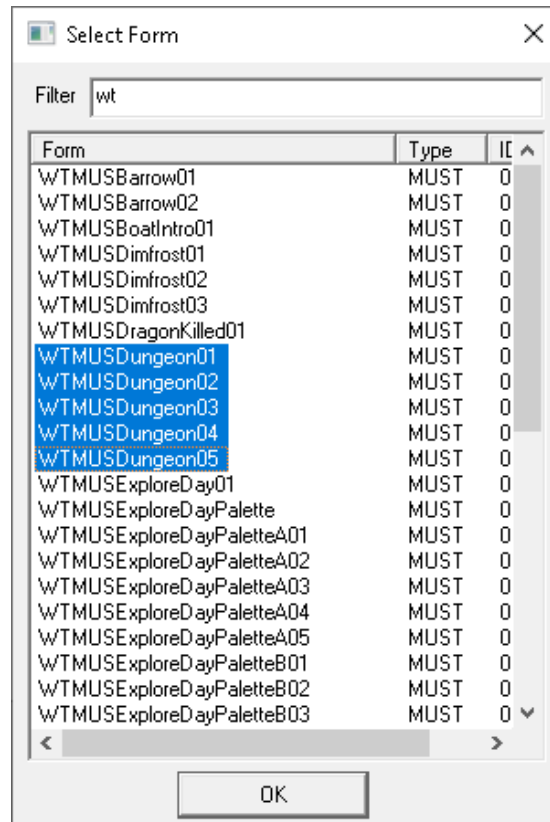 Select Form
Filter wt
Form Type ID
WTMUSBarrow01 MUST 0
WTMUSBarrow02 MUST 0
WTMUSBoatIntro01 MUST 0
WTMUSDimfrost01 MUST 0
WTMUSDimfrost02 MUST 0
WTMUSDimfrost03 MUST 0
WTMUSDragonKilled01 MUST 0
WTMUSDungeon01 MUST 0
WTMUSDungeon02 MUST 0
WTMUSDungeon03 MUST 0
WTMUSDungeon04 MUST 0
WTMUSDungeon05 MUST 0
WTMUSExploreDay01 MUST 0
WTMUSExploreDayPalette MUST 0
WTMUSExploreDayPaletteA01 MUST 0
WTMUSExploreDayPaletteA02 MUST 0
WTMUSExploreDayPaletteA03 MUST 0
WTMUSExploreDayPaletteA04 MUST 0
WTMUSExploreDayPaletteA05 MUST 0
WTMUSExploreDayPaletteB01 MUST 0
WTMUSExploreDayPaletteB02 MUST 0
WTMUSExploreDayPaletteB03 MUST 0
OK